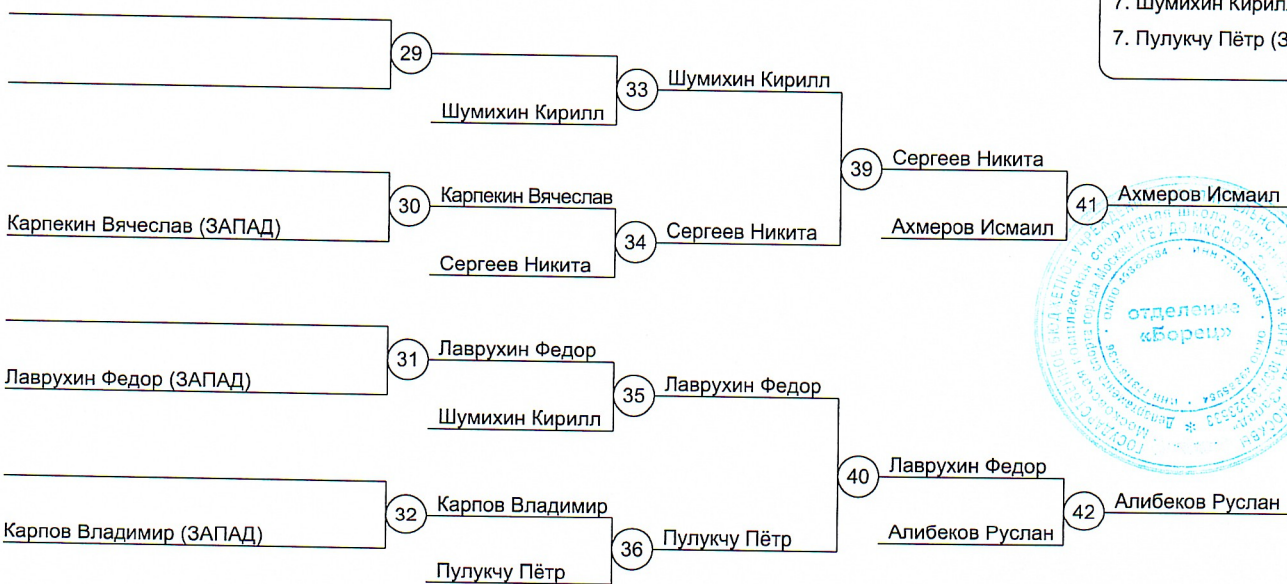 7. Шумихин Кирилл
7. Пулукчу Пётр (З
29
33
Шумихин Кирилл
Шумихин Кирилл
39
Сергеев Никита
Карпекин Вячеслав (ЗАПАД)
30
Карпекин Вячеслав
34
Сергеев Никита
Сергеев Никита
Ахмеров Исмаил
41
Ахмеров Исмаил
отделение
«Борец»
Лаврухин Федор (ЗАПАД)
31
Лаврухин Федор
35
Лаврухин Федор
Шумихин Кирилл
40
Лаврухин Федор
Алибеков Руслан
42
Алибеков Руслан
Карпов Владимир (ЗАПАД)
32
Карпов Владимир
36
Пулукчу Пётр
Пулукчу Пётр